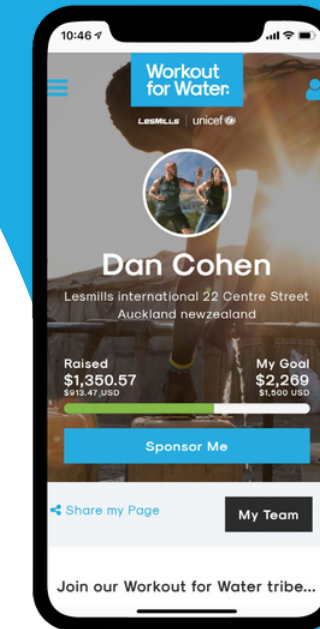 10:46
Workout
for Water:
LESMILLS | unicef
Dan Cohen
Lesmills international 22 Centre Street
Auckland newzealand
Raised
My Goal
$1,350.57
$2,269
$913.47 USD
$1,500 USD
Sponsor Me
Share my Page
My Team
Join our Workout for Water tribe...